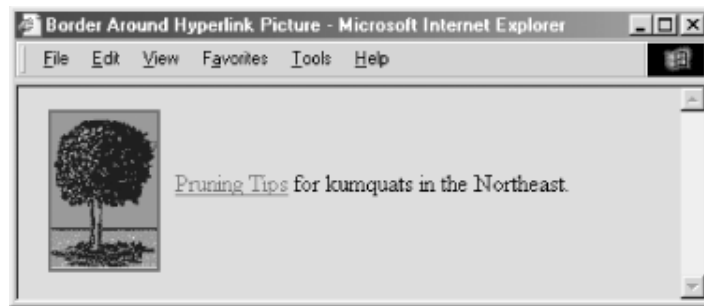 Border Around Hyperlink Picture - Microsoft Internet Explorer
File Edit View Favorites Tools Help
Pruning Tips for kumquats in the Northeast.